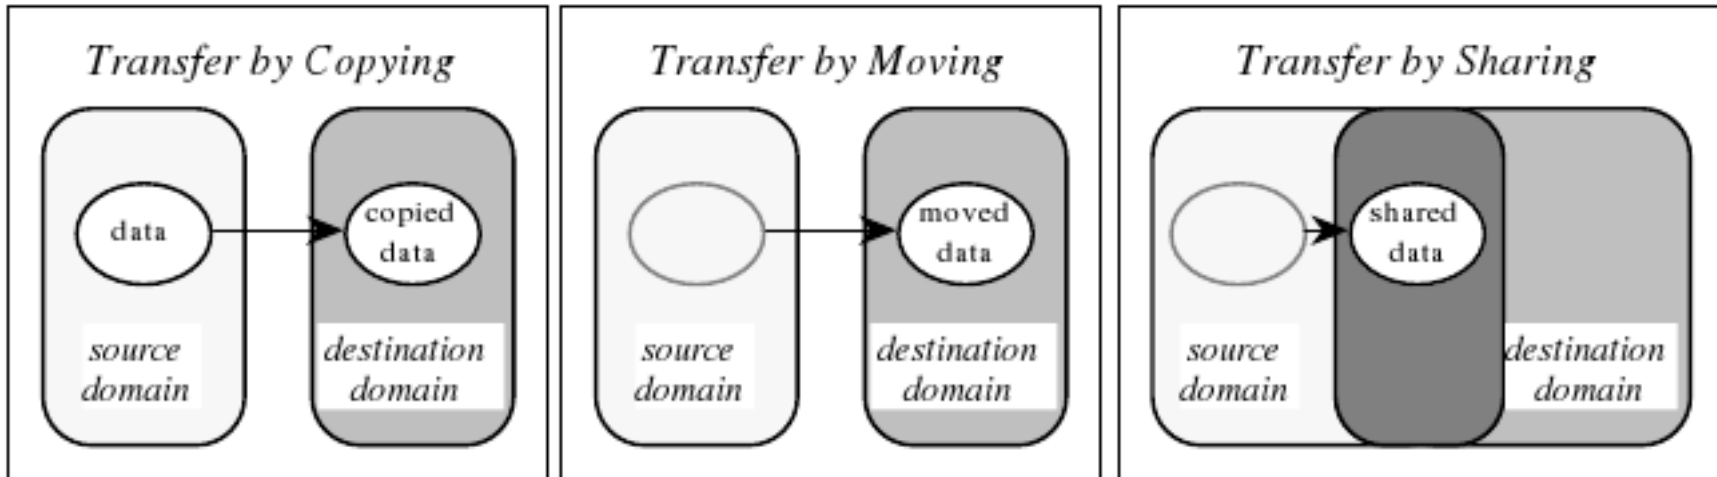 Transfer by Copying
data
copied
data
source
domain
destination
domain
Transfer by Moving
moved
data
source
domain
destination
domain
Transfer by Sharing
shared
data
source
domain
destination
domain